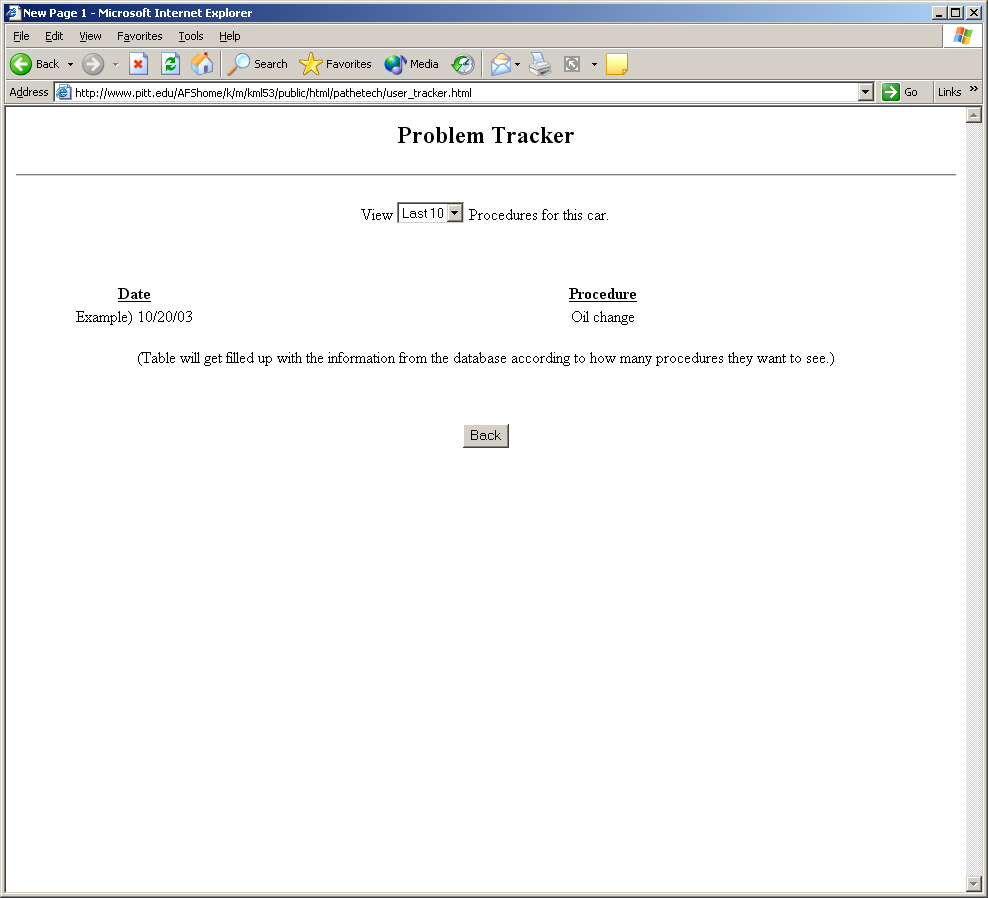 New Page 1 - Microsoft Internet Explorer
File Edit View Favorites Tools Help
Back Search Favorites Media
Address http://www.pitt.edu/AFShome/k/m/kml53/public/html/pathetech/user_tracker.html Go Links »
Problem Tracker
View Last 10 Procedures for this car.
Date Procedure
Example) 10/20/03 Oil change
(Table will get filled up with the information from the database according to how many procedures they want to see.)
Back